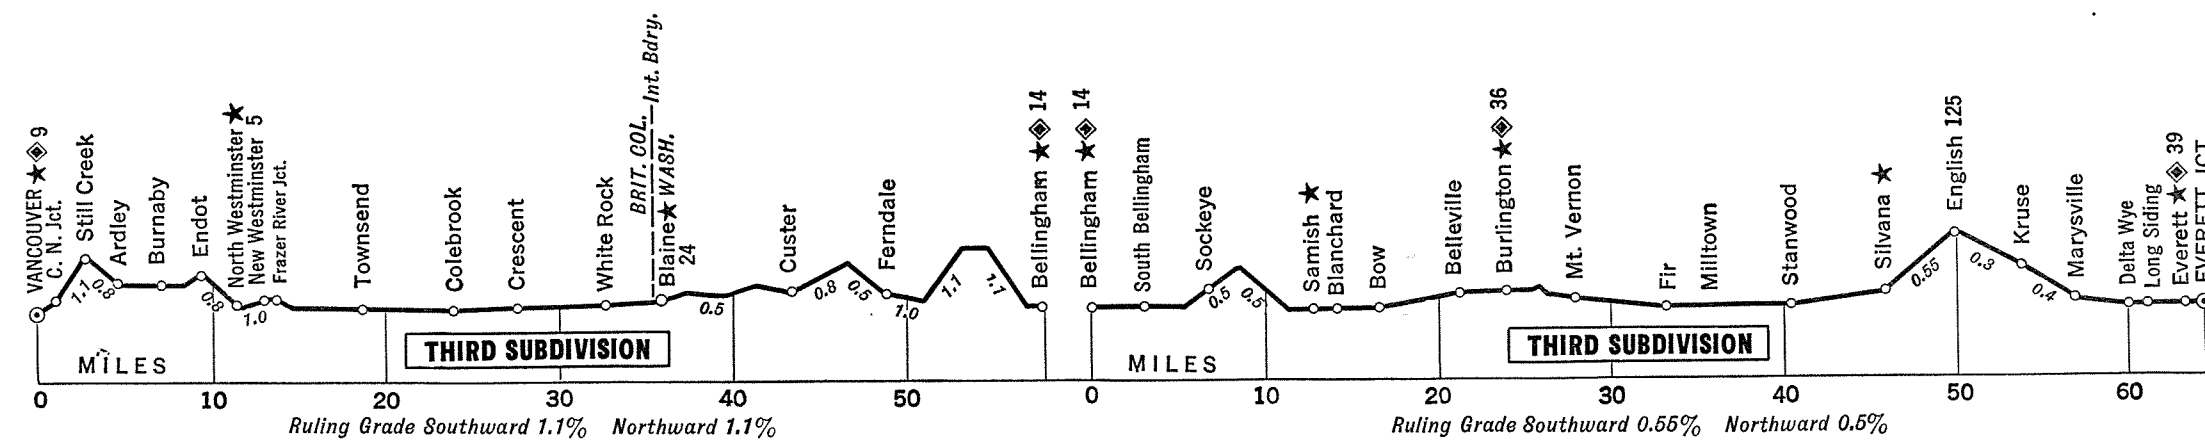 VANCOUVER ★ ◈ 9
C. N. Jct.
Still Creek
Ardley
Burnaby
Endot
North Westminster ★
New Westminster 5
Frazer River Jct.
Townsend
Colebrook
Crescent
White Rock
BRIT. COL.
Int. Bdry.
WASH.
Blaine ★
24
Custer
Ferndale
Bellingham ★ ◈ 14
Bellingham ★ ◈ 14
South Bellingham
Sockeye
Samish ★
Blanchard
Bow
Belleville
Burlington ★ ◈ 36
Mt. Vernon
Fir
Milltown
Stanwood
Silvana ★
English 125
Kruse
Marysville
Delta Wye
Long Siding
Everett ★ ◈ 39
EVERETT JCT.
1.1 0.8 0.8 1.0 0.5 0.8 0.5 1.0 1.1 1.1
0.5 0.5 0.55 0.3 0.4
THIRD SUBDIVISION
THIRD SUBDIVISION
MILES
MILES
0 10 20 30 40 50
0 10 20 30 40 50 60
Ruling Grade Southward 1.1% Northward 1.1%
Ruling Grade Southward 0.55% Northward 0.5%